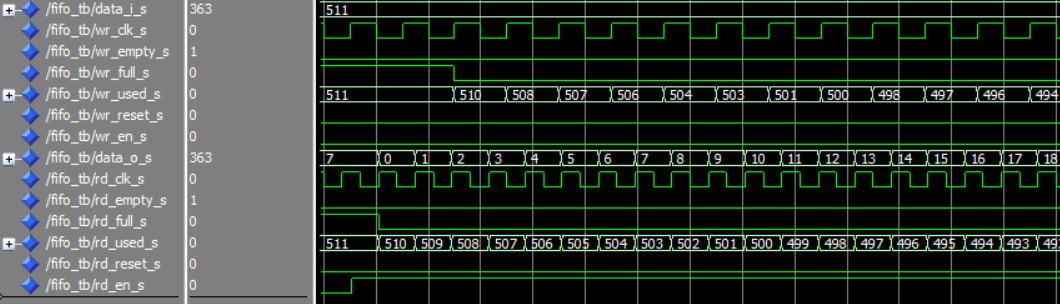 /fifo_tb/data_i_s 363 511
/fifo_tb/wr_clk_s 0
/fifo_tb/wr_empty_s 1
/fifo_tb/wr_full_s 0
/fifo_tb/wr_used_s 0 511 510 508 507 506 504 503 501 500 498 497 496 494
/fifo_tb/wr_reset_s 0
/fifo_tb/wr_en_s 0
/fifo_tb/data_o_s 363 7 0 1 2 3 4 5 6 7 8 9 10 11 12 13 14 15 16 17 18
/fifo_tb/rd_clk_s 0
/fifo_tb/rd_empty_s 1
/fifo_tb/rd_full_s 0
/fifo_tb/rd_used_s 0 511 510 509 508 507 506 505 504 503 502 501 500 499 498 497 496 495 494 493
/fifo_tb/rd_reset_s 0
/fifo_tb/rd_en_s 0